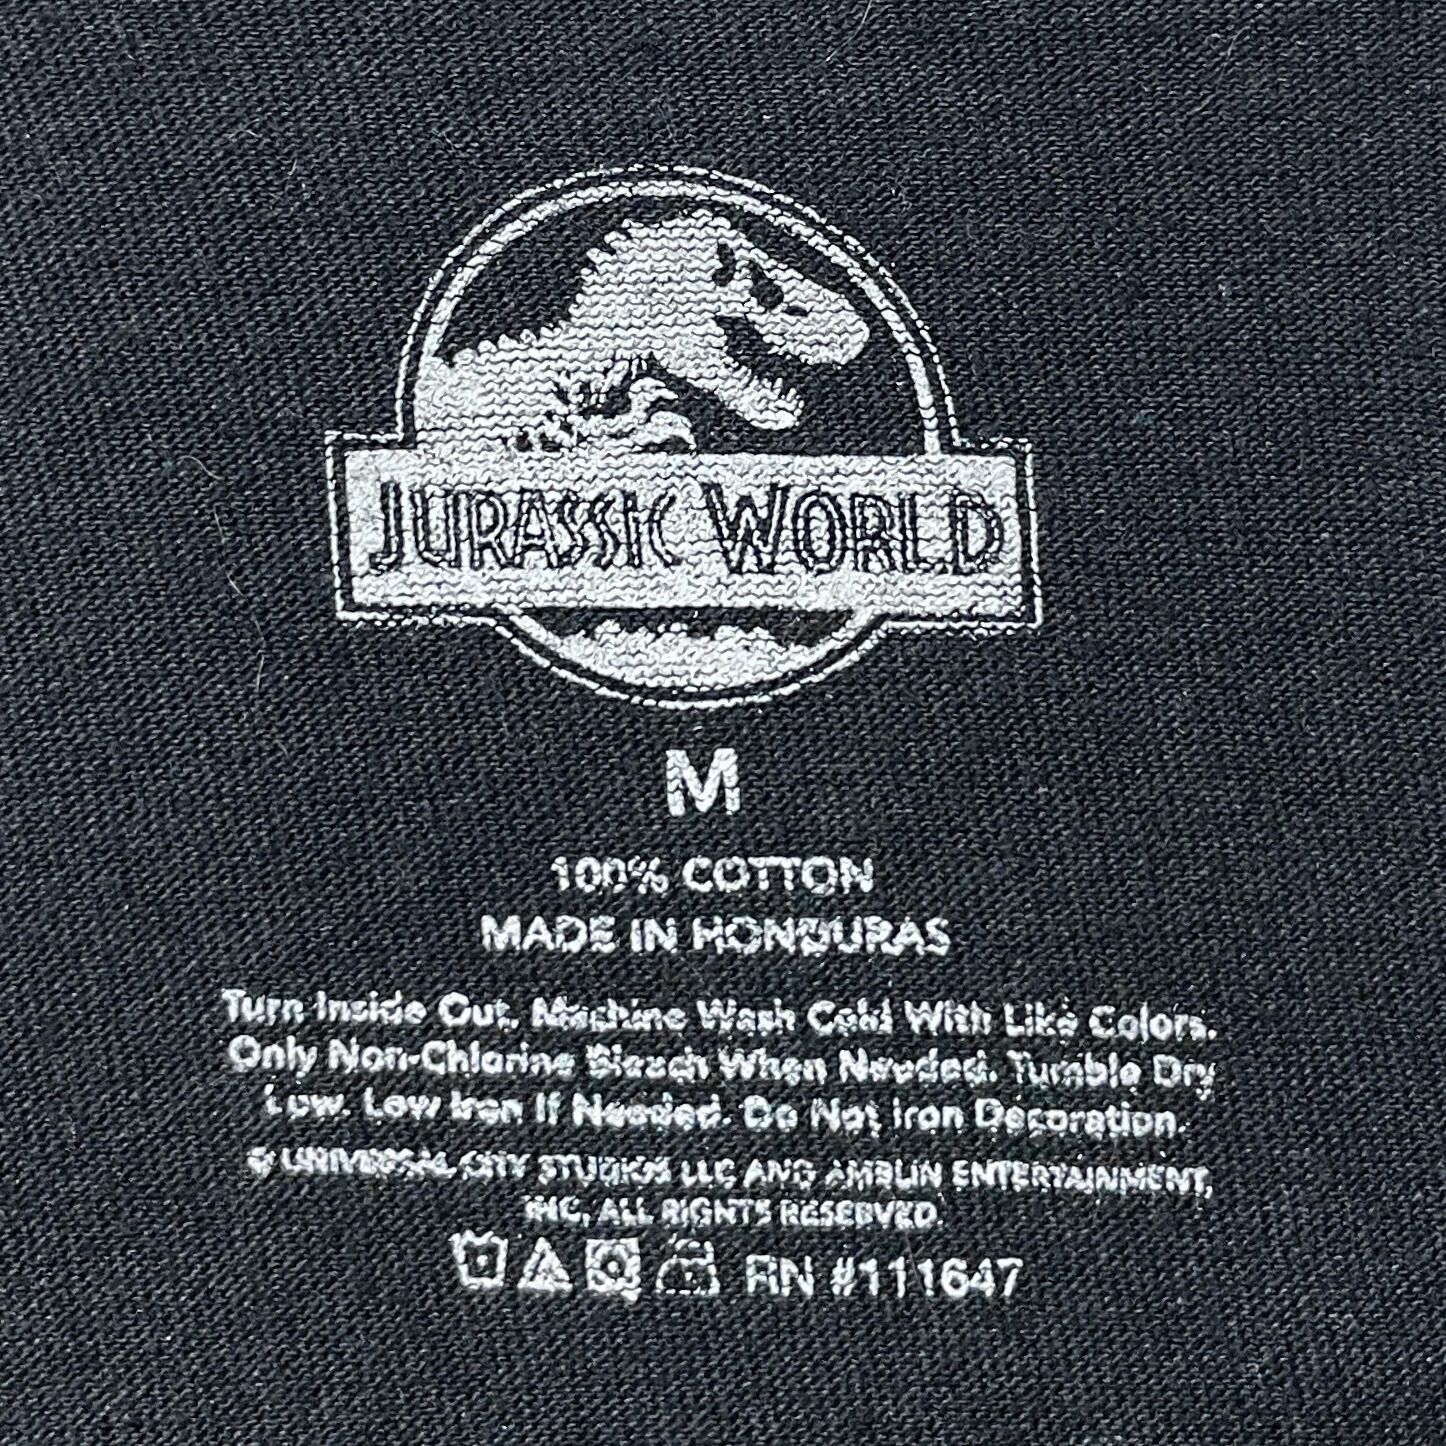 JURASSIC WORLD
M
100% COTTON
MADE IN HONDURAS
Turn Inside Out. Machine Wash Cold With Like Colors.
Only Non-Chlorine Bleach When Needed. Tumble Dry
Low. Low Iron If Needed. Do Not Iron Decoration.
© UNIVERSAL CITY STUDIOS LLC AND AMBLIN ENTERTAINMENT,
INC. ALL RIGHTS RESERVED.
RN #111647